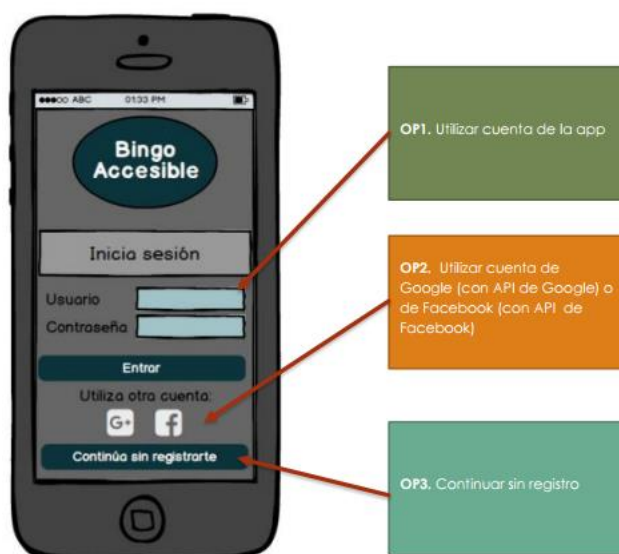 ●●●○○ ABC 01:33 PM
Bingo
Accesible
Inicia sesión
Usuario
Contraseña
Entrar
Utiliza otra cuenta:
G+ f
Continúa sin registrarte
OP1. Utilizar cuenta de la app
OP2. Utilizar cuenta de
Google (con API de Google) o
de Facebook (con API de
Facebook)
OP3. Continuar sin registro